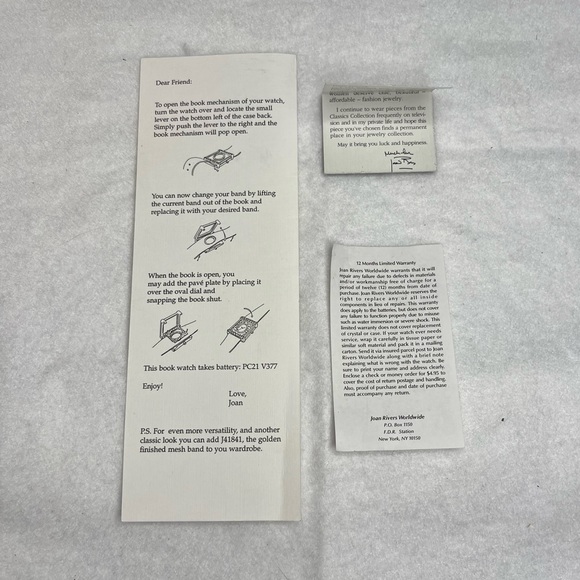 Dear Friend:
To open the book mechanism of your watch,
turn the watch over and locate the small
lever on the bottom left of the case back.
Simply push the lever to the right and the
book mechanism will pop open.
You can now change your band by lifting
the current band out of the book and
replacing it with your desired band.
When the book is open, you
may add the pavé plate by placing it
over the oval dial and
snapping the book shut.
This book watch takes battery: PC21 V377
Enjoy!
Love,
Joan
P.S. For even more versatility, and another
classic look you can add J41841, the golden
finished mesh band to you wardrobe.
affordable – fashion jewelry.
I continue to wear pieces from the
Classics Collection frequently on televi-
sion and in my private life and hope this
piece you've chosen finds a permanent
place in your jewelry collection.
May it bring you luck and happiness.
12 Months Limited Warranty
Joan Rivers Worldwide warrants that it will
repair any failure due to defects in materials
and/or workmanship free of charge for a
period of twelve (12) months from date of
purchase. Joan Rivers Worldwide reserves the
right to replace any or all inside
components in lieu of repairs. This warranty
does apply to the batteries, but does not cover
any failure to function properly due to misuse
such as water immersion or severe shock. This
limited warranty does not cover replacement
of crystal or case. If your watch ever needs
service, wrap it carefully in tissue paper or
similar soft material and pack it in a mailing
carton. Send it via insured parcel post to Joan
Rivers Worldwide along with a brief note
explaining what is wrong with the watch. Be
sure to print your name and address clearly.
Enclose a check or money order for $4.95 to
cover the cost of return postage and handling.
Also, proof of purchase and date of purchase
must accompany any return.
Joan Rivers Worldwide
P.O. Box 1150
F.D.R. Station
New York, NY 10150